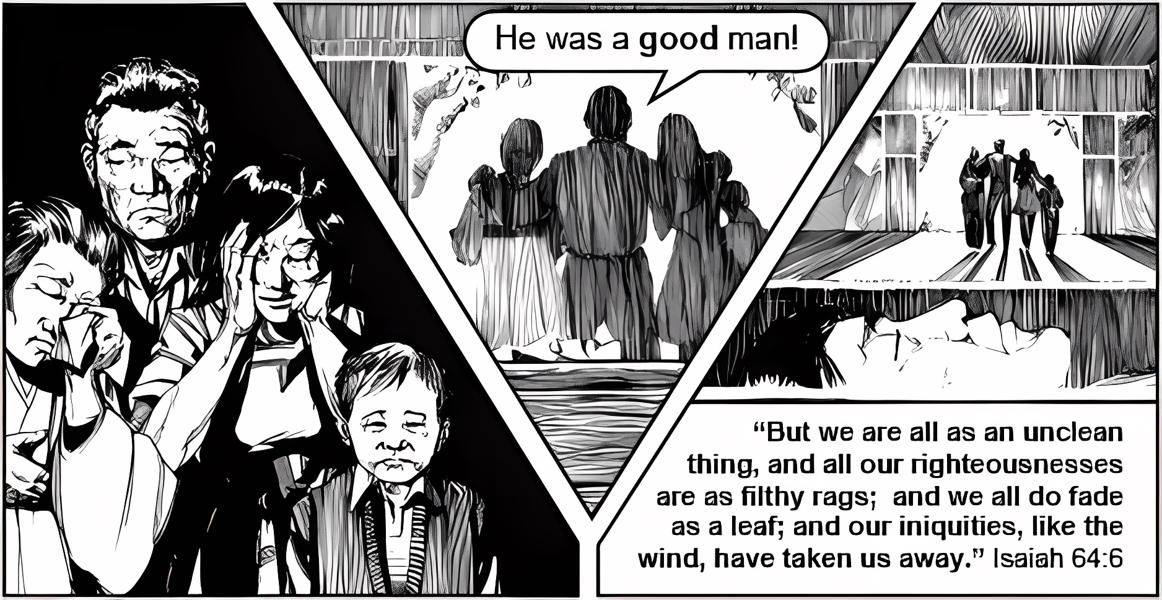 He was a good man!
“But we are all as an unclean
thing, and all our righteousnesses
are as filthy rags; and we all do fade
as a leaf; and our iniquities, like the
wind, have taken us away.” Isaiah 64:6